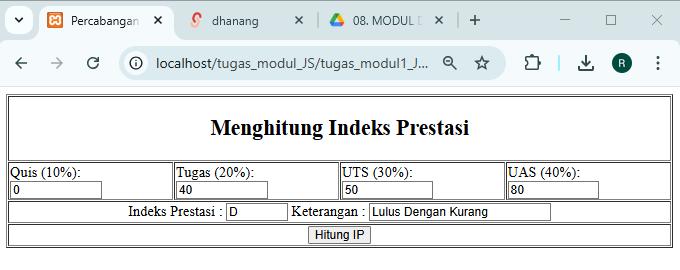 Percabangan
dhanang
08. MODUL D
localhost/tugas_modul_JS/tugas_modul1_J...
R
Menghitung Indeks Prestasi
Quis (10%): Tugas (20%): UTS (30%): UAS (40%):
0 40 50 80
Indeks Prestasi : D Keterangan : Lulus Dengan Kurang
Hitung IP